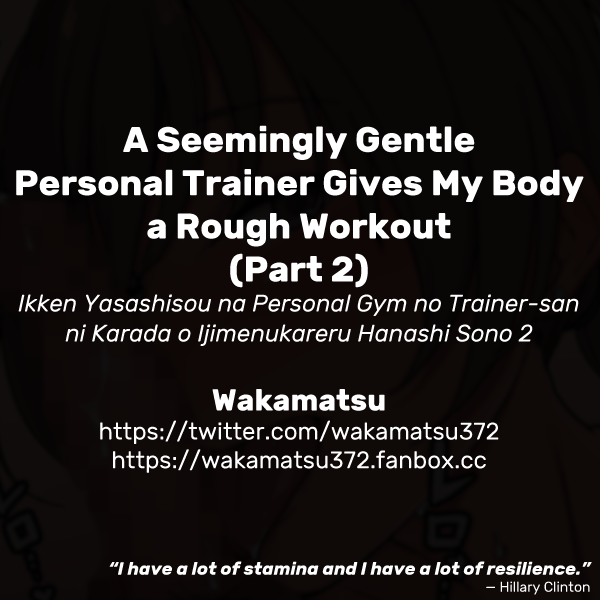 A Seemingly Gentle
Personal Trainer Gives My Body
a Rough Workout
(Part 2)
Ikken Yasashisou na Personal Gym no Trainer-san
ni Karada o Ijimenukareru Hanashi Sono 2
Wakamatsu
https://twitter.com/wakamatsu372
https://wakamatsu372.fanbox.cc
“I have a lot of stamina and I have a lot of resilience.”
— Hillary Clinton